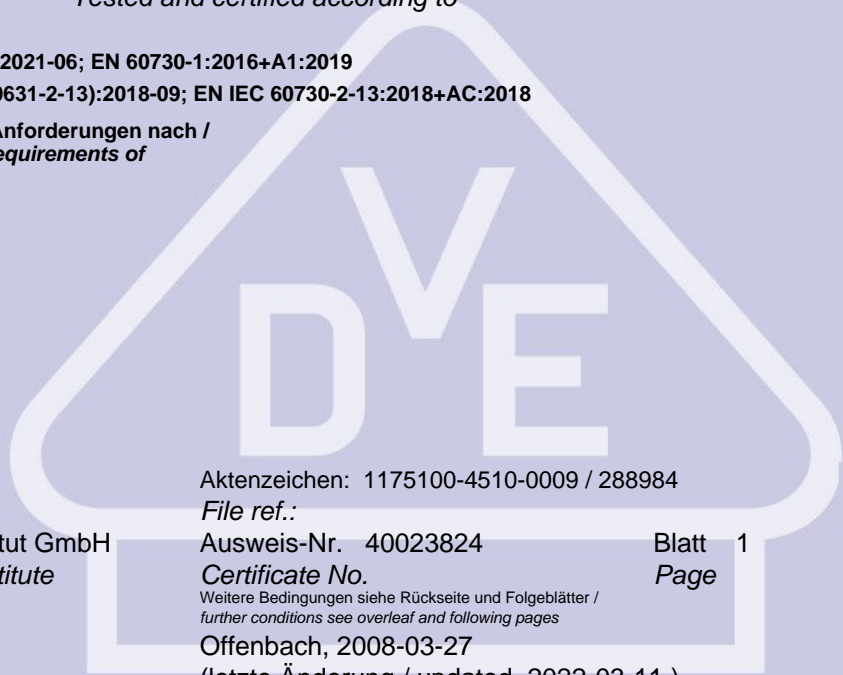 Tested and certified according to
2021-06; EN 60730-1:2016+A1:2019
0631-2-13):2018-09; EN IEC 60730-2-13:2018+AC:2018
Anforderungen nach /
equirements of
V
D E
Aktenzeichen: 1175100-4510-0009 / 288984
File ref.:
tut GmbH Ausweis-Nr. 40023824 Blatt 1
titute Certificate No. Page
Weitere Bedingungen siehe Rückseite und Folgeblätter /
further conditions see overleaf and following pages
Offenbach, 2008-03-27
(letzte Änderung / updated 2022-03-11 )